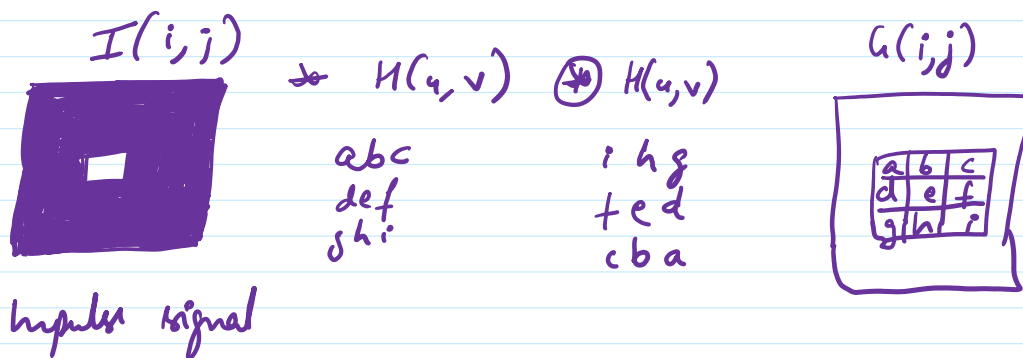 I(i,j) * H(u,v) ⊛ H(u,v) G(i,j)
abc ihg a b c
def fed d e f
ghi cba g h i
Impulse signal